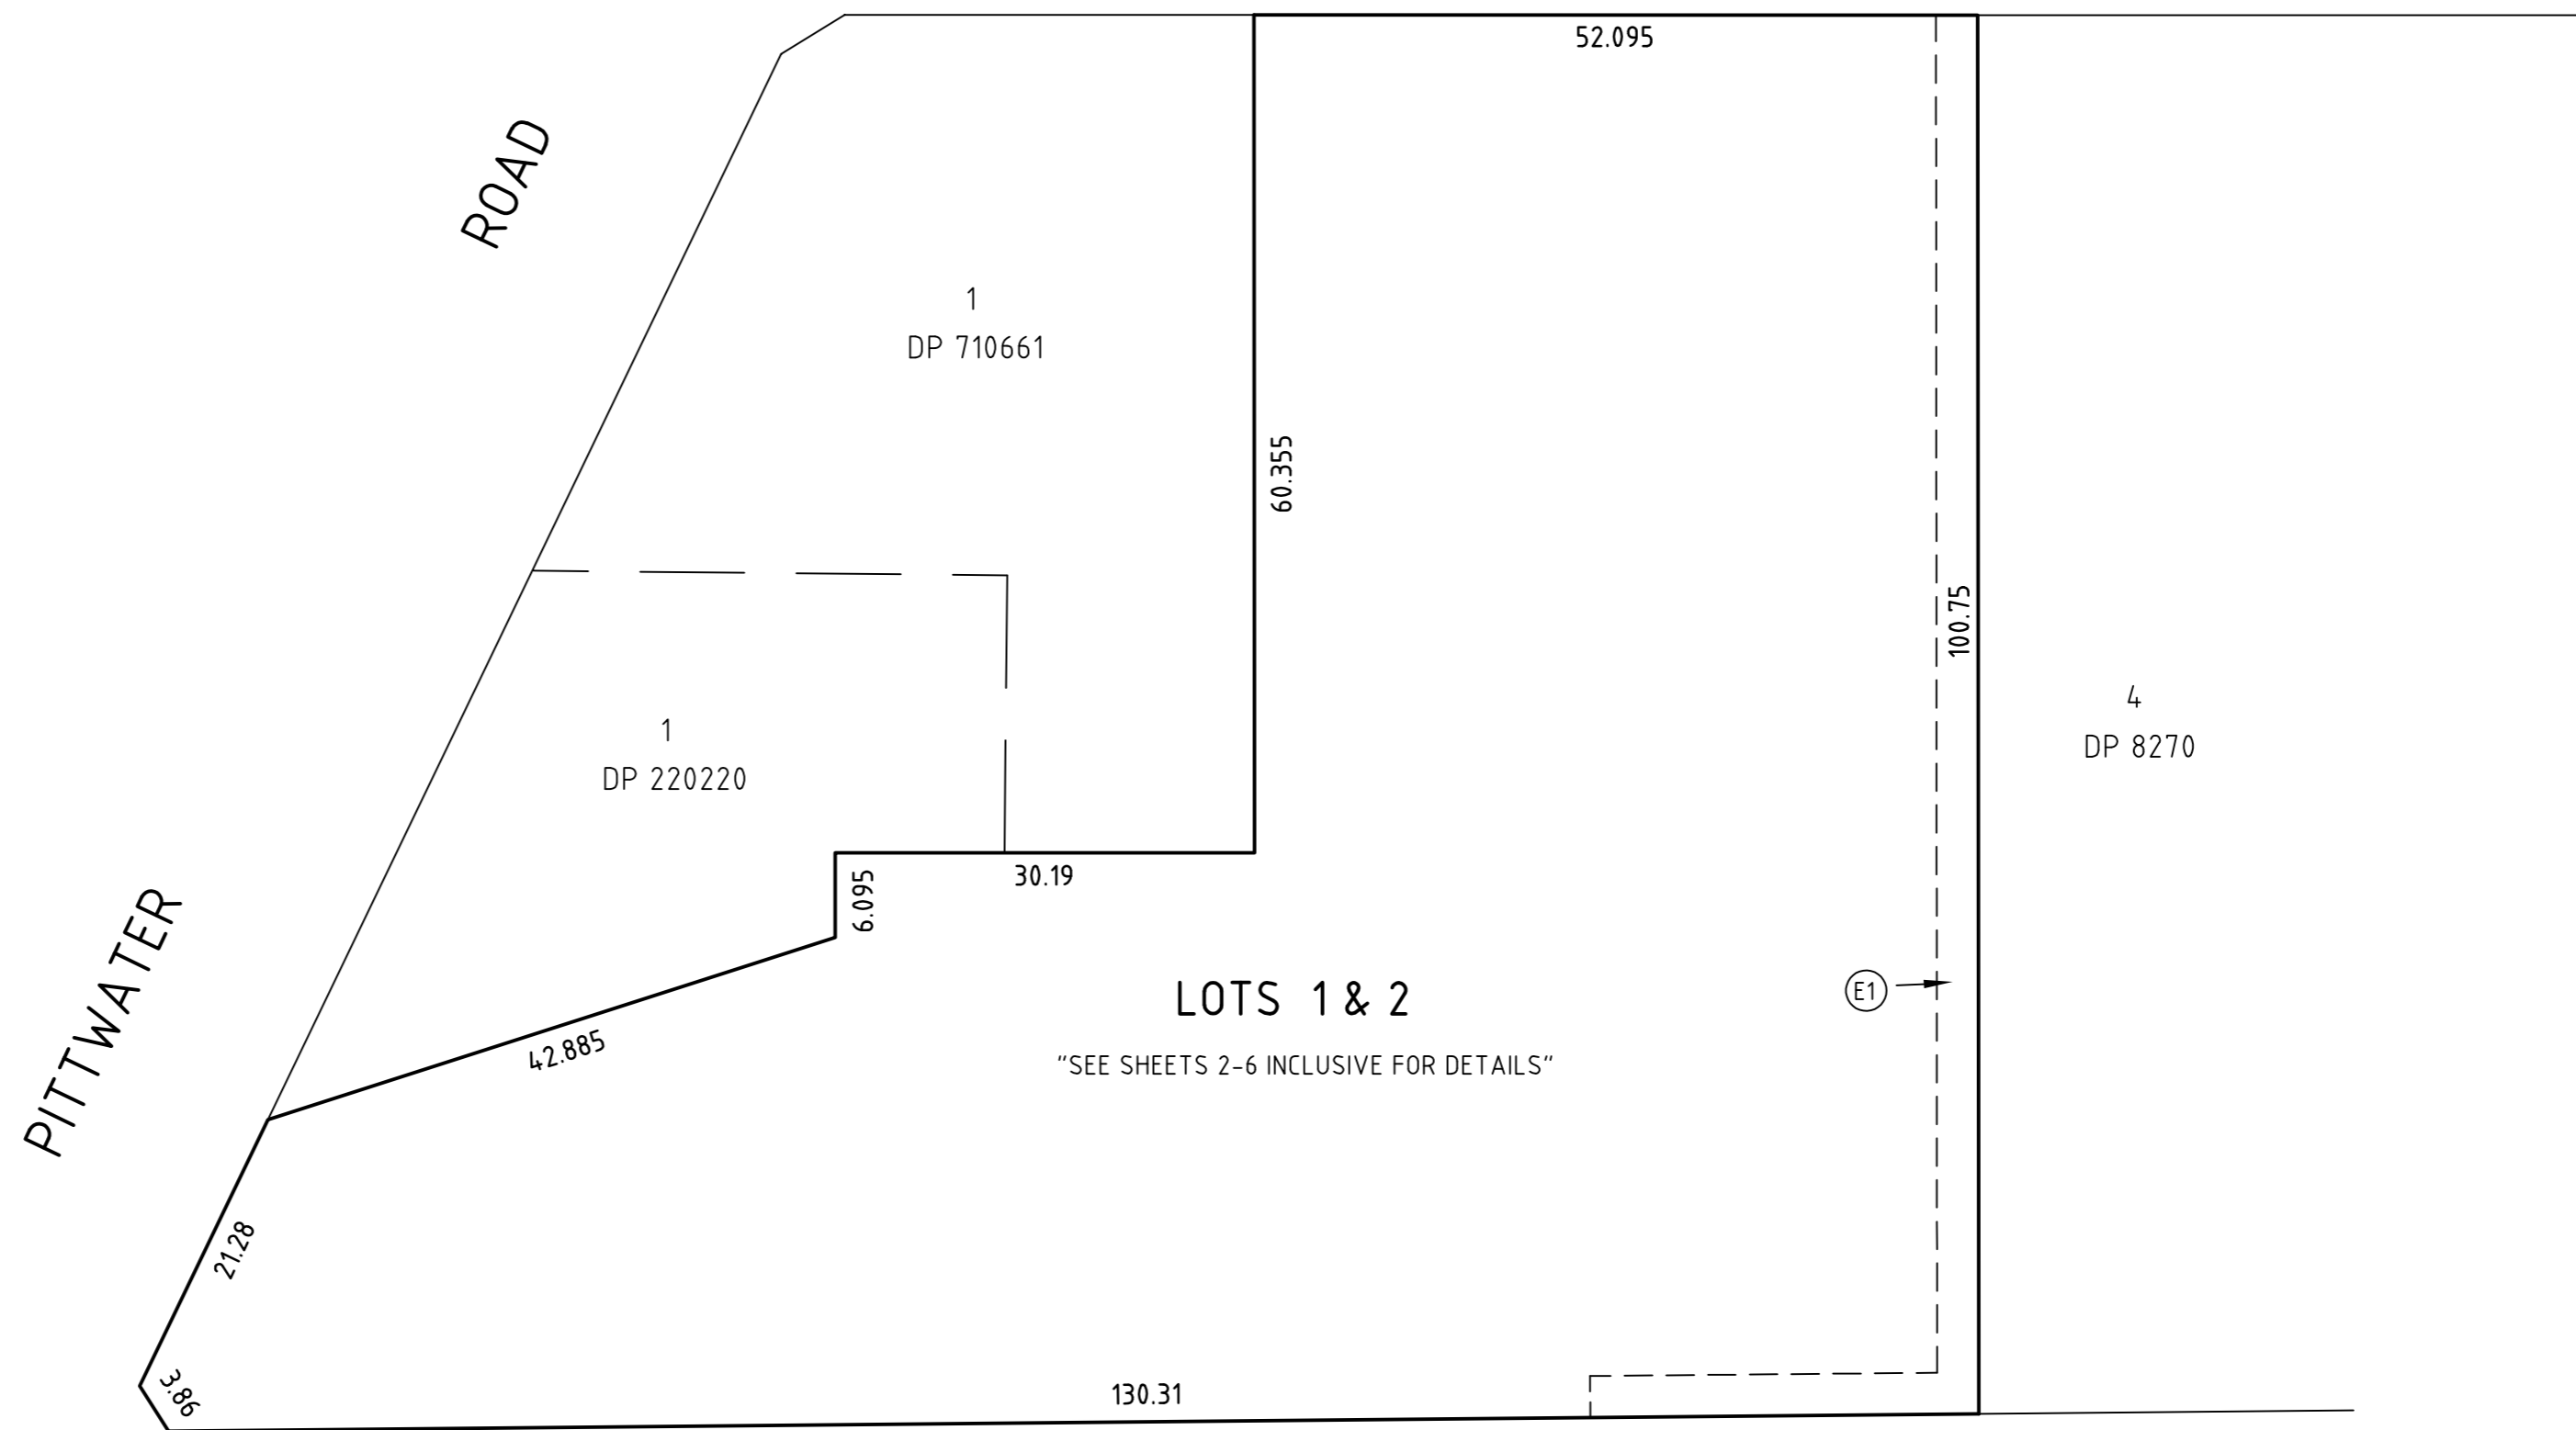 52.095
ROAD
1
DP 710661
60.355
100.75
4
DP 8270
1
DP 220220
30.19
6.095
PITTWATER
LOTS 1 & 2
E1
42.885
"SEE SHEETS 2-6 INCLUSIVE FOR DETAILS"
21.28
3.86
130.31